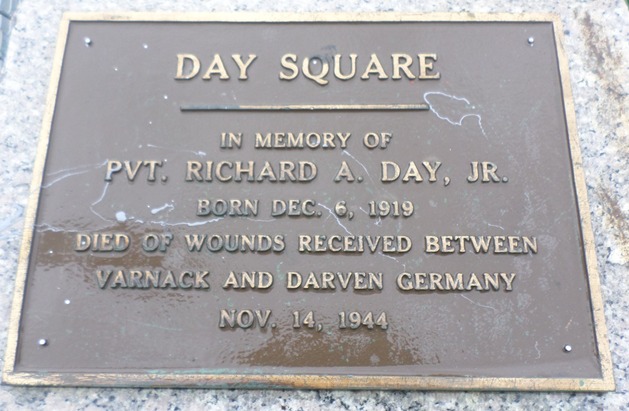 DAY SQUARE
IN MEMORY OF
PVT. RICHARD A. DAY, JR.
BORN DEC. 6, 1919
DIED OF WOUNDS RECEIVED BETWEEN
VARNACK AND DARVEN GERMANY
NOV. 14, 1944